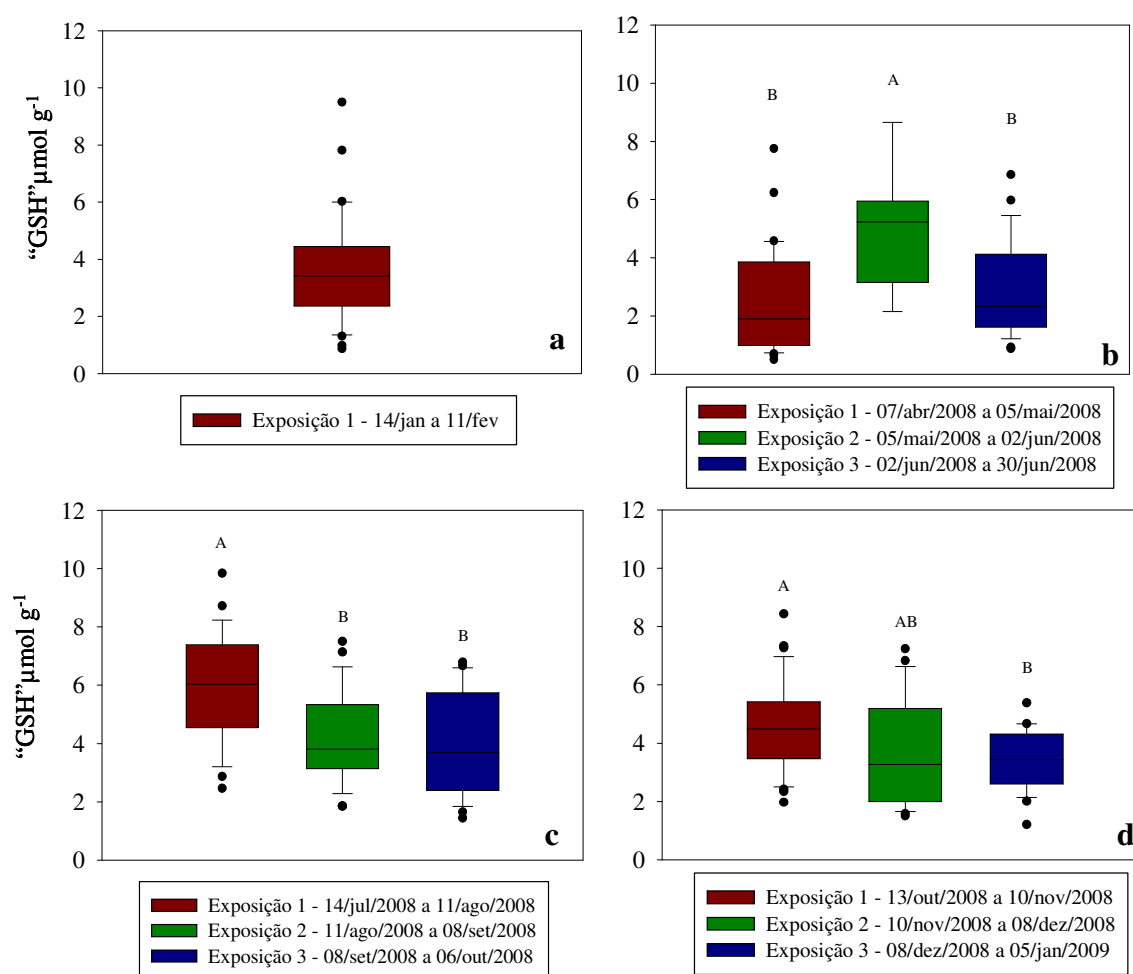 12
10
8
6
4
2
0
“GSH”µmol g-1
a
Exposição 1 - 14/jan a 11/fev
12
10
8
6
4
2
0
B
A
B
b
Exposição 1 - 07/abr/2008 a 05/mai/2008
Exposição 2 - 05/mai/2008 a 02/jun/2008
Exposição 3 - 02/jun/2008 a 30/jun/2008
12
10
8
6
4
2
0
“GSH”µmol g-1
A
B
B
c
Exposição 1 - 14/jul/2008 a 11/ago/2008
Exposição 2 - 11/ago/2008 a 08/set/2008
Exposição 3 - 08/set/2008 a 06/out/2008
12
10
8
6
4
2
0
A
AB
B
d
Exposição 1 - 13/out/2008 a 10/nov/2008
Exposição 2 - 10/nov/2008 a 08/dez/2008
Exposição 3 - 08/dez/2008 a 05/jan/2009